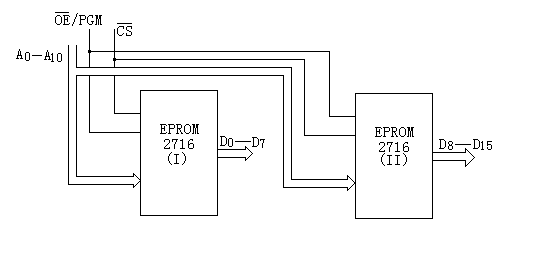 OE/PGM
CS
A0—A10
EPROM
2716
(I)
D0—D7
EPROM
2716
(II)
D8—D15